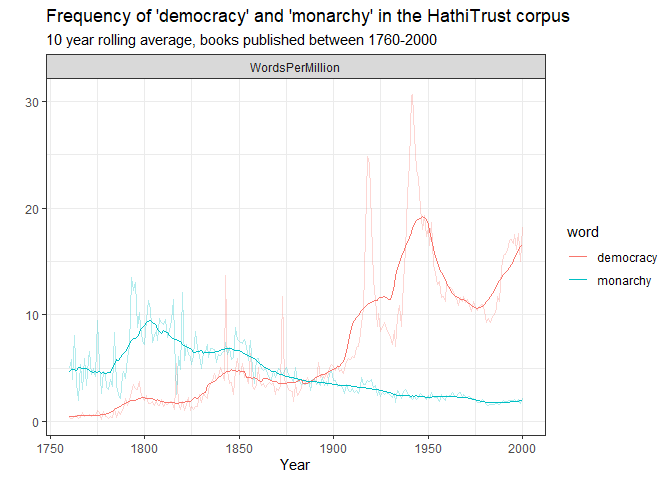 Frequency of 'democracy' and 'monarchy' in the HathiTrust corpus
10 year rolling average, books published between 1760-2000
WordsPerMillion
30
20
10
0
1750
1800
1850
1900
1950
2000
Year
word
democracy
monarchy